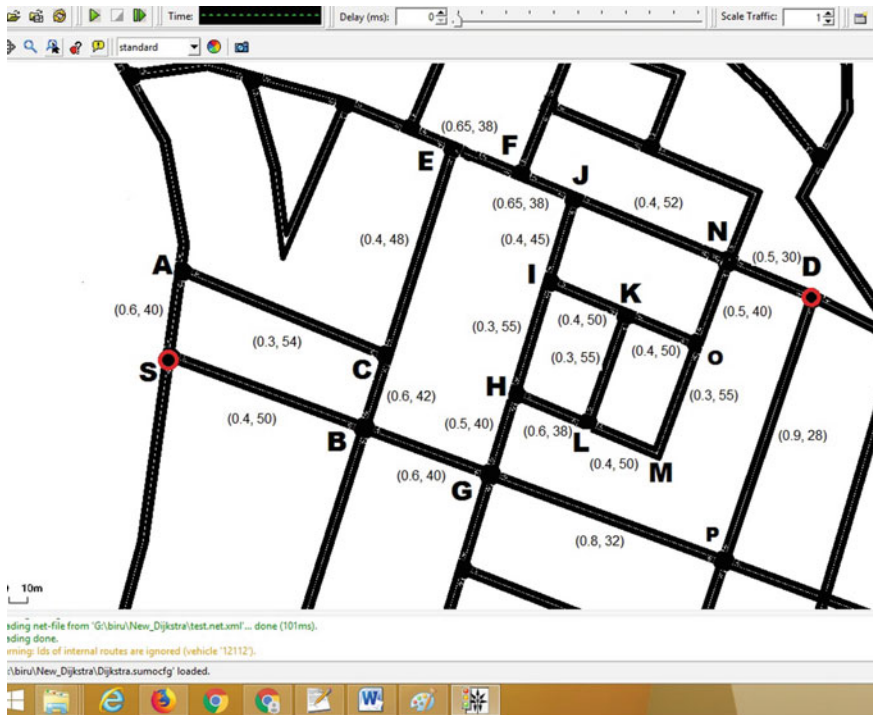 Time:
Delay (ms): 0
Scale Traffic: 1
standard
(0.65, 38)
E
F
J
(0.65, 38)
(0.4, 52)
(0.4, 48)
(0.4, 45)
N
(0.5, 30)
D
A
I
K
(0.6, 40)
(0.4, 50)
(0.5, 40)
(0.3, 54)
(0.3, 55)
(0.3, 55)
(0.4, 50)
O
S
C
H
(0.3, 55)
(0.6, 42)
(0.4, 50)
B
(0.5, 40)
(0.6, 38)
L
(0.9, 28)
(0.4, 50)
M
(0.6, 40)
G
(0.8, 32)
P
10m
ading net-file from 'G:\biru\New_Dijkstra\test.net.xml'... done (101ms).
ading done.
rning: Ids of internal routes are ignored (vehicle '12112').
:\biru\New_Dijkstra\Dijkstra.sumocfg' loaded.